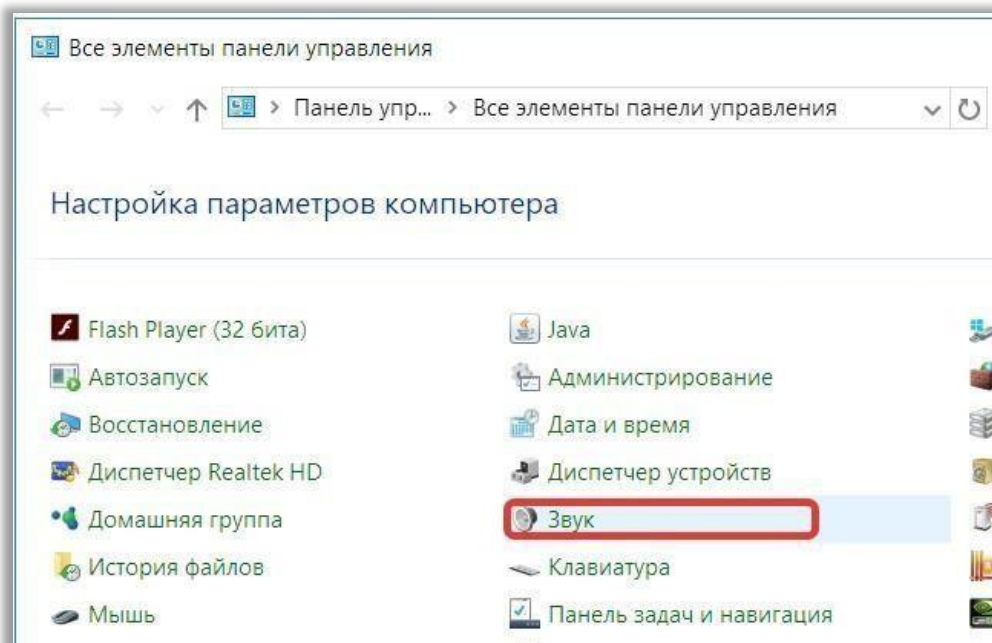 Все элементы панели управления
Панель упр... > Все элементы панели управления
Настройка параметров компьютера
Flash Player (32 бита)
Java
Автозапуск
Администрирование
Восстановление
Дата и время
Диспетчер Realtek HD
Диспетчер устройств
Домашняя группа
Звук
История файлов
Клавиатура
Мышь
Панель задач и навигация